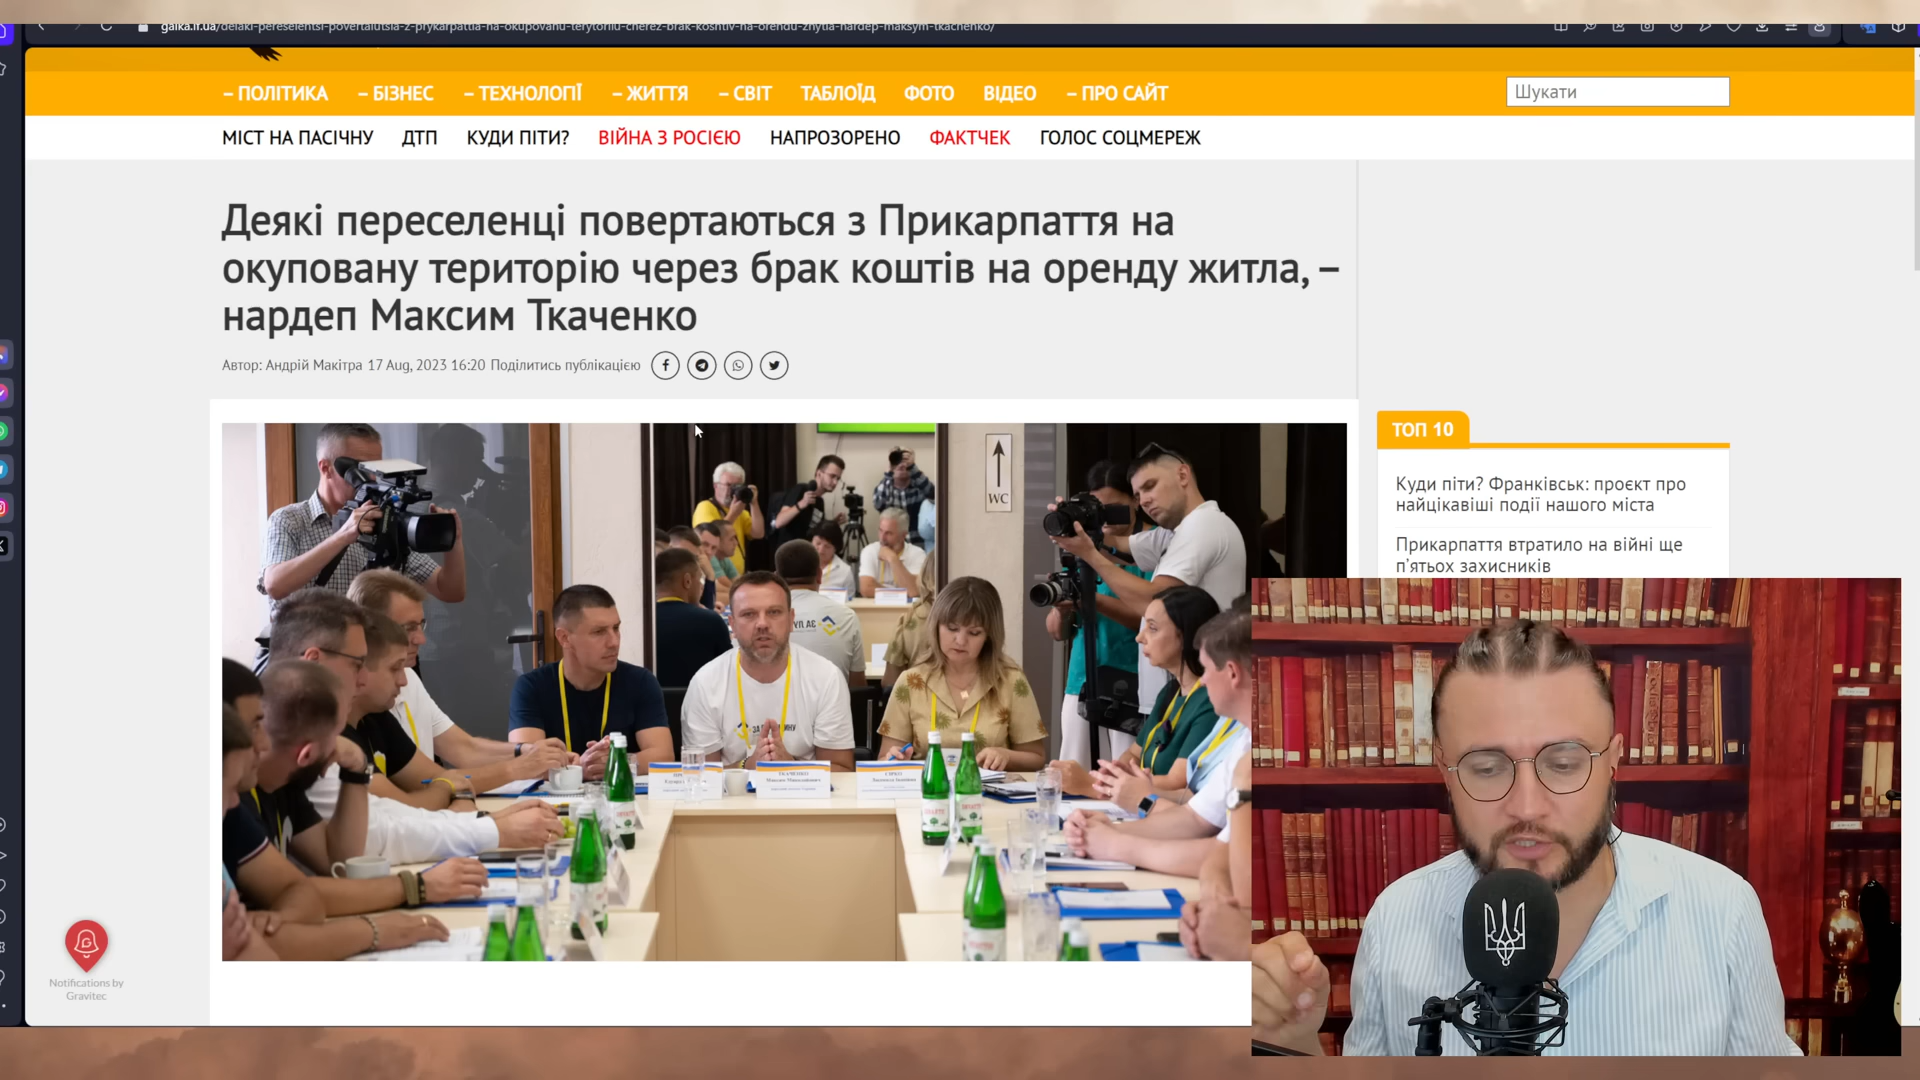 galka.if.ua/deiaki-pereselentsi-povertaiutsia-z-prykarpattia-na-okupovanu-terytoriiu-cherez-brak-koshtiv-na-orendu-zhytla-nardep-maksym-tkachenko/
– ПОЛІТИКА – БІЗНЕС – ТЕХНОЛОГІЇ – ЖИТТЯ – СВІТ ТАБЛОЇД ФОТО ВІДЕО – ПРО САЙТ
Шукати
МІСТ НА ПАСІЧНУ ДТП КУДИ ПІТИ? ВІЙНА З РОСІЄЮ НАПРОЗОРЕНО ФАКТЧЕК ГОЛОС СОЦМЕРЕЖ
Деякі переселенці повертаються з Прикарпаття на
окуповану територію через брак коштів на оренду житла, –
нардеп Максим Ткаченко
Автор: Андрій Макітра 17 Aug, 2023 16:20 Поділитись публікацією
WC
ТКАЧЕНКО
ТОП 10
Куди піти? Франківськ: проєкт про
найцікавіші події нашого міста
Прикарпаття втратило на війні ще
п'ятьох захисників
Notifications by
Gravitec